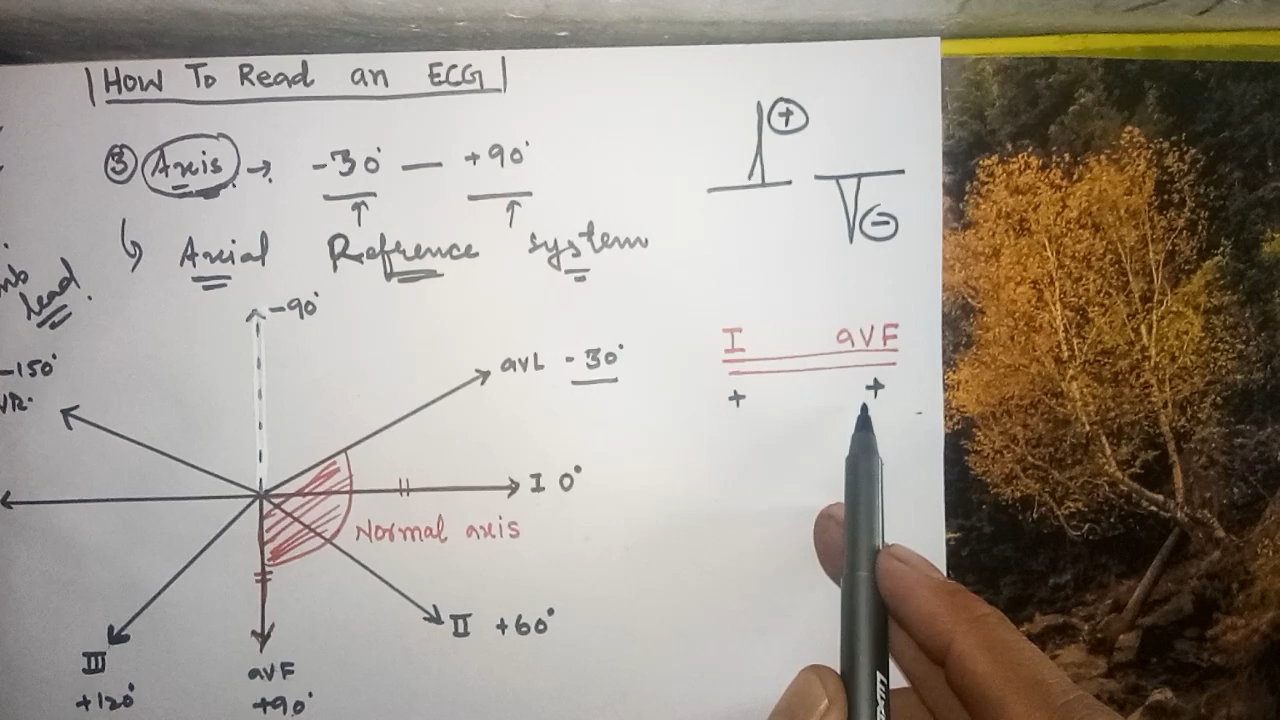 How To Read an ECG
③ Axis → -30° — +90°
Axial Refrence system
lead.
-90°
-150°
avL -30°
I 0°
Normal axis
II +60°
III
+120°
avF
+90°
+
-
I avF
+ +